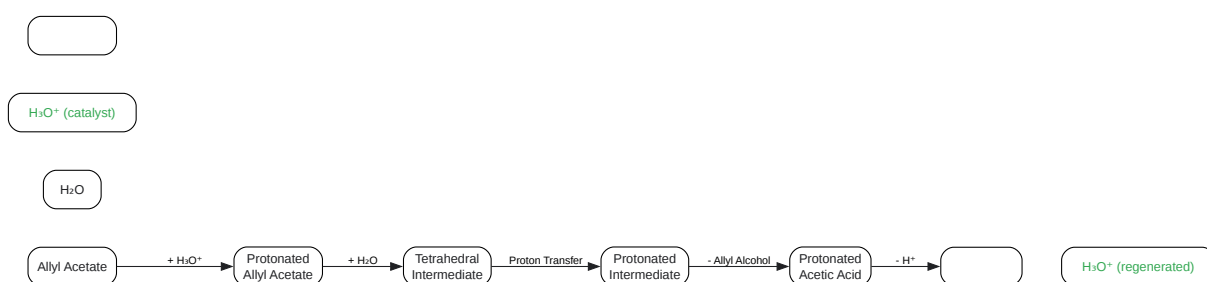 H₃O⁺ (catalyst)
H₂O
Allyl Acetate
+ H₃O⁺
Protonated
Allyl Acetate
+ H₂O
Tetrahedral
Intermediate
Proton Transfer
Protonated
Intermediate
- Allyl Alcohol
Protonated
Acetic Acid
- H⁺
H₃O⁺ (regenerated)